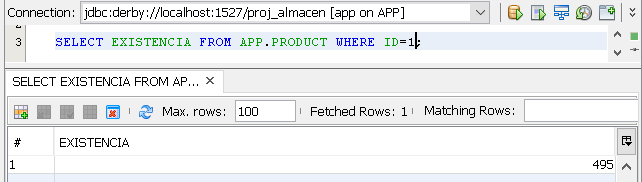 Connection: jdbc:derby://localhost:1527/proj_almacen [app on APP]
3 SELECT EXISTENCIA FROM APP.PRODUCT WHERE ID=1;
SELECT EXISTENCIA FROM AP... ×
Max. rows: 100 Fetched Rows: 1 Matching Rows:
# EXISTENCIA
1 495